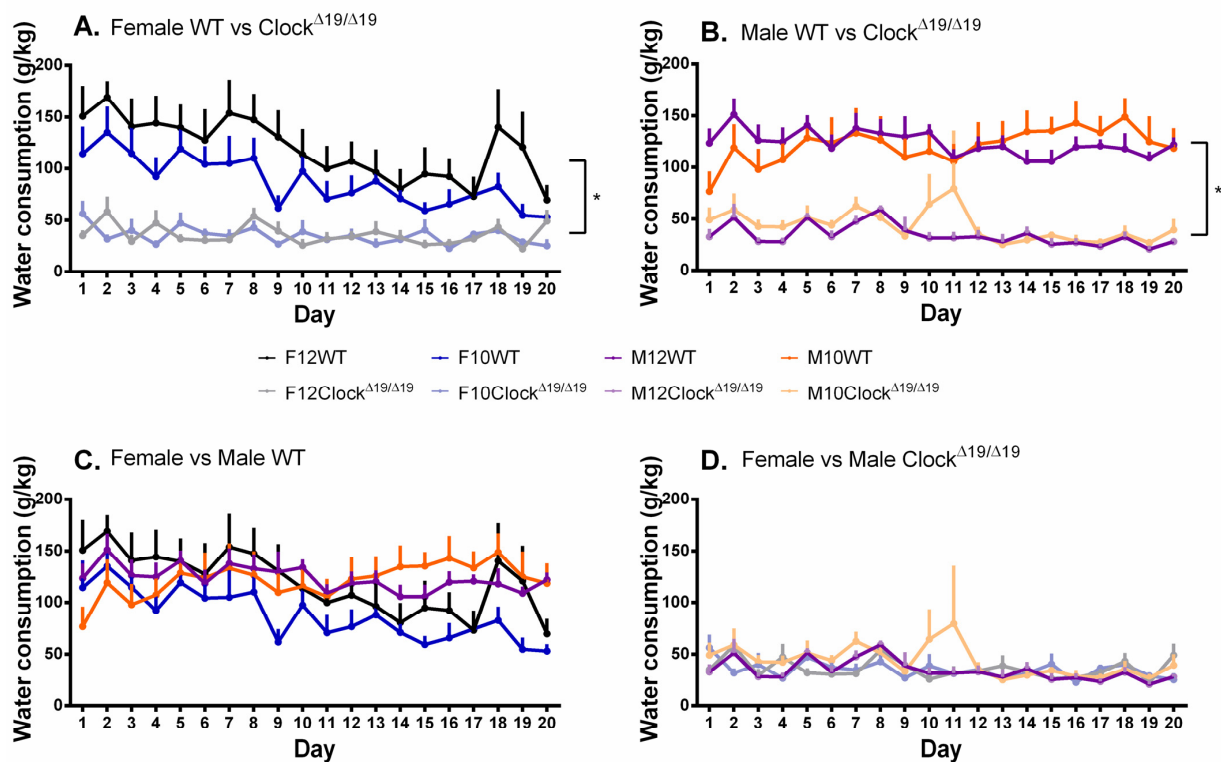 A. Female WT vs Clock^Δ19/Δ19
Water consumption (g/kg)
200
150
100
50
0
1 2 3 4 5 6 7 8 9 10 11 12 13 14 15 16 17 18 19 20
Day
*
B. Male WT vs Clock^Δ19/Δ19
Water consumption (g/kg)
200
150
100
50
0
1 2 3 4 5 6 7 8 9 10 11 12 13 14 15 16 17 18 19 20
Day
*
F12WT F10WT M12WT M10WT
F12Clock^Δ19/Δ19 F10Clock^Δ19/Δ19 M12Clock^Δ19/Δ19 M10Clock^Δ19/Δ19
C. Female vs Male WT
Water consumption (g/kg)
200
150
100
50
0
1 2 3 4 5 6 7 8 9 10 11 12 13 14 15 16 17 18 19 20
Day
D. Female vs Male Clock^Δ19/Δ19
Water consumption (g/kg)
200
150
100
50
0
1 2 3 4 5 6 7 8 9 10 11 12 13 14 15 16 17 18 19 20
Day